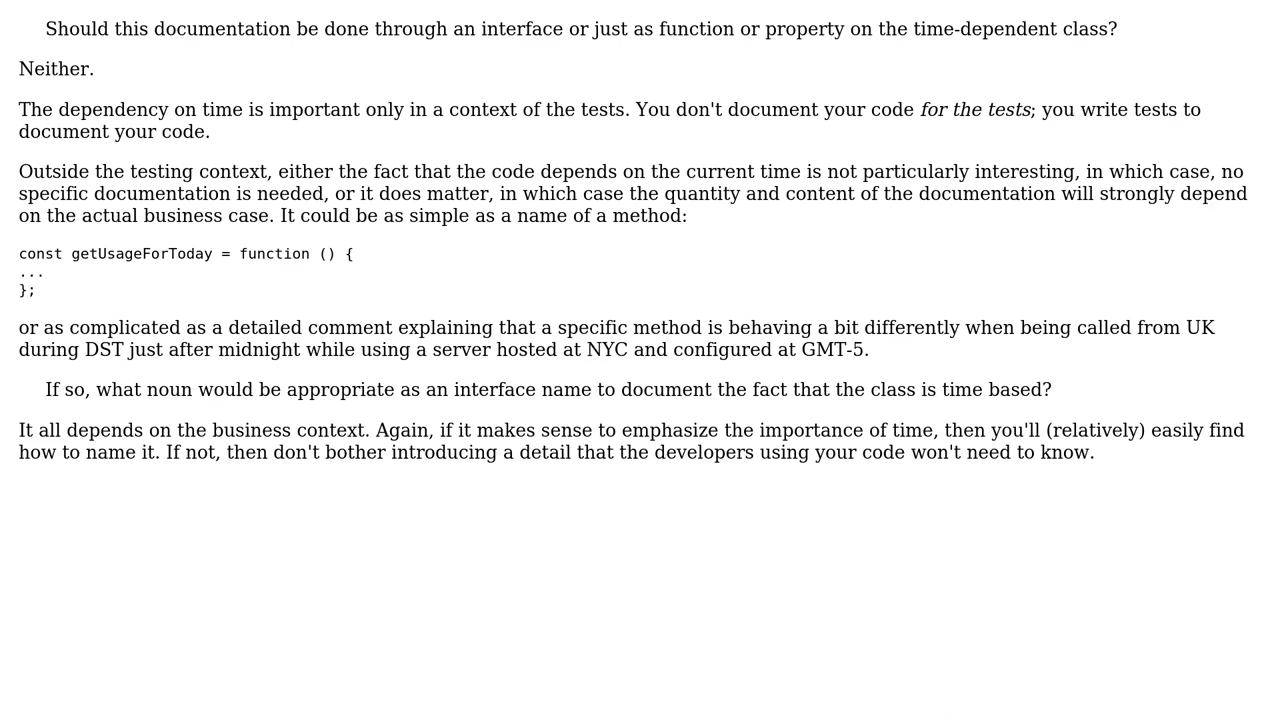 Should this documentation be done through an interface or just as function or property on the time-dependent class?
Neither.
The dependency on time is important only in a context of the tests. You don't document your code for the tests; you write tests to
document your code.
Outside the testing context, either the fact that the code depends on the current time is not particularly interesting, in which case, no
specific documentation is needed, or it does matter, in which case the quantity and content of the documentation will strongly depend
on the actual business case. It could be as simple as a name of a method:
const getUsageForToday = function () {
...
};
or as complicated as a detailed comment explaining that a specific method is behaving a bit differently when being called from UK
during DST just after midnight while using a server hosted at NYC and configured at GMT-5.
If so, what noun would be appropriate as an interface name to document the fact that the class is time based?
It all depends on the business context. Again, if it makes sense to emphasize the importance of time, then you'll (relatively) easily find
how to name it. If not, then don't bother introducing a detail that the developers using your code won't need to know.